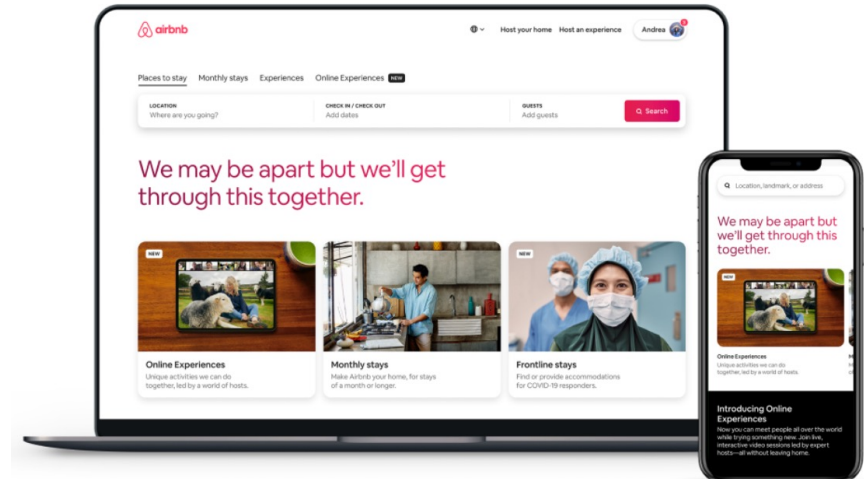 airbnb
Host your home
Host an experience
Andrea
Places to stay
Monthly stays
Experiences
Online Experiences
NEW
LOCATION
Where are you going?
CHECK IN / CHECK OUT
Add dates
GUESTS
Add guests
Search
We may be apart but we’ll get
through this together.
NEW
Online Experiences
Unique activities we can do
together, led by a world of hosts.
Monthly stays
Make Airbnb your home, for stays
of a month or longer.
NEW
Frontline stays
Find or provide accommodations
for COVID-19 responders.
Location, landmark, or address
We may be apart but
we’ll get through this
together.
NEW
Online Experiences
Unique activities we can do
together, led by a world of hosts.
Introducing Online
Experiences
Now you can meet people all over the world
while trying something new. Join live,
interactive video sessions led by expert
hosts—all without leaving home.